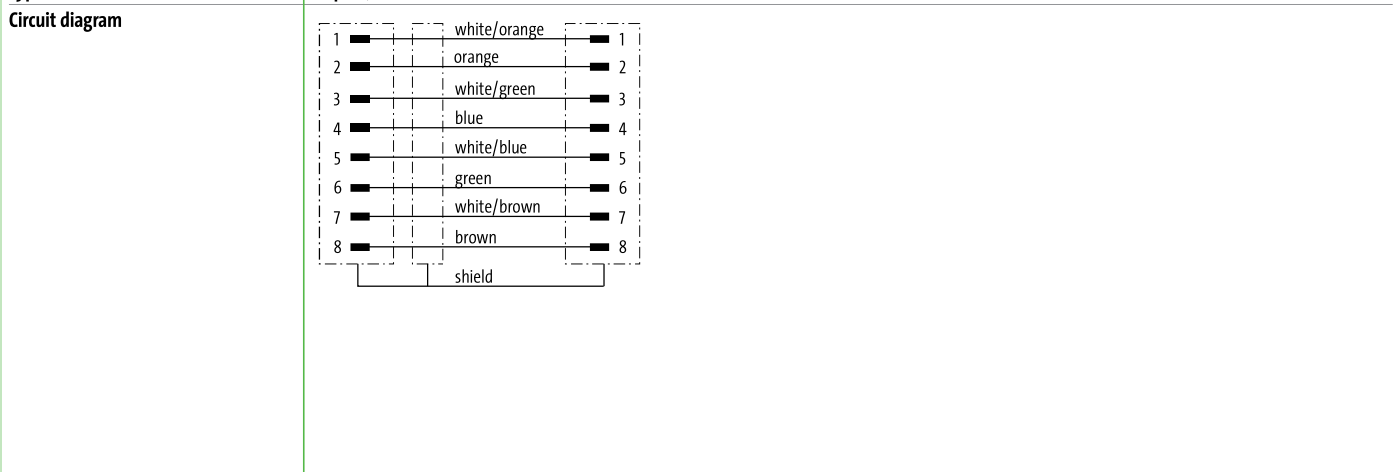 Circuit diagram
1 white/orange 1
2 orange 2
3 white/green 3
4 blue 4
5 white/blue 5
6 green 6
7 white/brown 7
8 brown 8
shield